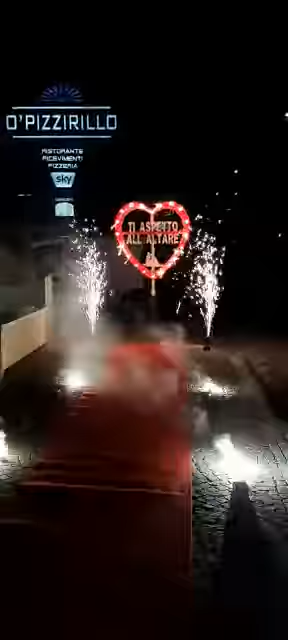 O'PIZZIRILLO
RISTORANTE
RICEVIMENTI
PIZZERIA
sky
TI ASPETTO
ALL'ALTARE